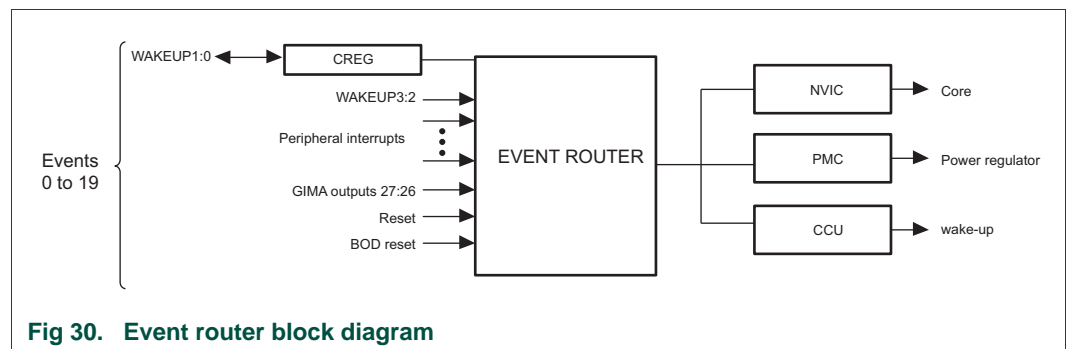 WAKEUP1:0
CREG
WAKEUP3:2
Peripheral interrupts
GIMA outputs 27:26
Reset
BOD reset
Events
0 to 19
EVENT ROUTER
NVIC
Core
PMC
Power regulator
CCU
wake-up
Fig 30. Event router block diagram